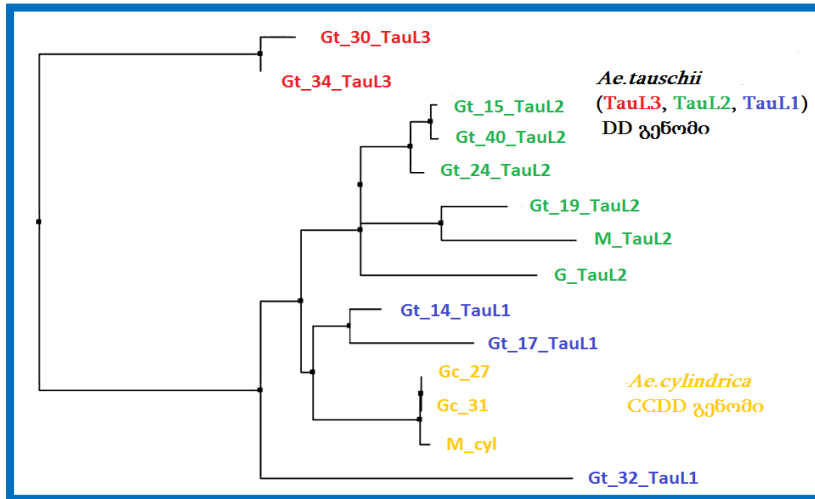 Gt_30_TauL3
Gt_34_TauL3
Ae.tauschii
(TauL3, TauL2, TauL1)
DD გენომი
Gt_15_TauL2
Gt_40_TauL2
Gt_24_TauL2
Gt_19_TauL2
M_TauL2
G_TauL2
Gt_14_TauL1
Gt_17_TauL1
Gc_27
Gc_31
M_cyl
Ae.cylindrica
CCDD გენომი
Gt_32_TauL1